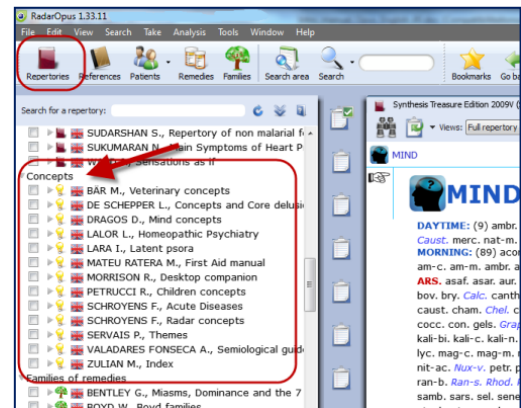 RadarOpus 1.33.11
File Edit View Search Take Analysis Tools Window Help
Repertories References Patients Remedies Families Search area Search Bookmarks Go ba
Search for a repertory:
SUDARSHAN S., Repertory of non malarial f
SUKUMARAN N., Main Symptoms of Heart P
Sensations as if
Concepts
BÄR M., Veterinary concepts
DE SCHEPPER L., Concepts and Core delusi
DRAGOS D., Mind concepts
LALOR L., Homeopathic Psychiatry
LARA I., Latent psora
MATEU RATERA M., First Aid manual
MORRISON R., Desktop companion
PETRUCCI R., Children concepts
SCHROYENS F., Acute Diseases
SCHROYENS F., Radar concepts
SERVAIS P., Themes
VALADARES FONSECA A., Semiological guid
ZULIAN M., Index
Families of remedies
BENTLEY G., Miasms, Dominance and the 7
BOYD W., Boyd families
Synthesis Treasure Edition 2009V (
Views: Full repertory
MIND
MIND
DAYTIME: (9) ambr.
Caust. merc. nat-m.
MORNING: (89) acon
am-c. am-m. ambr. a
ARS. asaf. asar. aur.
bov. bry. Calc. canth
caust. cham. Chel. c
cocc. con. gels. Grap
kali-bi. kali-c. kali-n.
lyc. mag-c. mag-m. m
nit-ac. Nux-v. petr. p
ran-b. Ran-s. Rhod. R
samb. sars. sel. sene